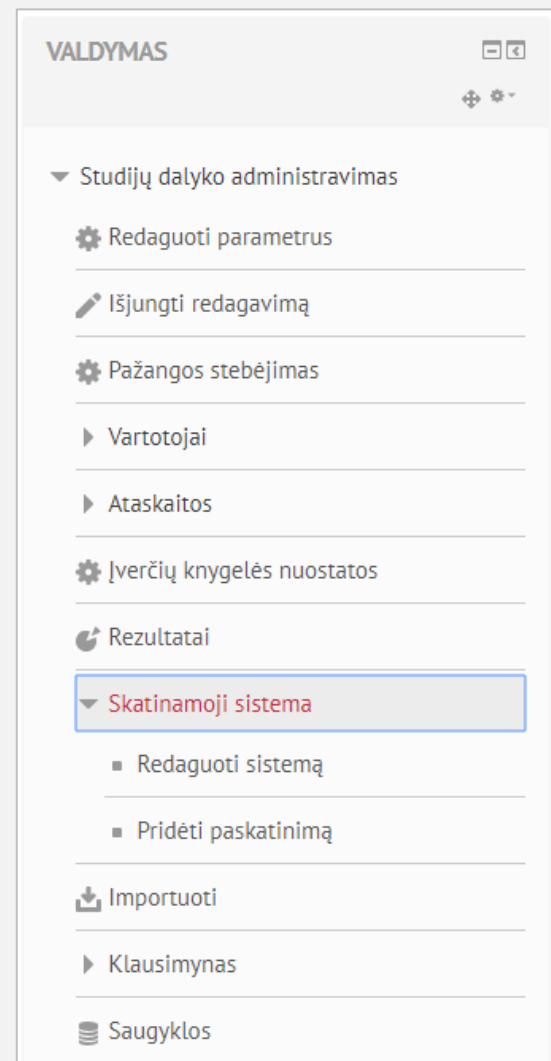 VALDYMAS
Studijų dalyko administravimas
Redaguoti parametrus
Išjungti redagavimą
Pažangos stebėjimas
Vartotojai
Ataskaitos
Įverčių knygelės nuostatos
Rezultatai
Skatinamoji sistema
Redaguoti sistemą
Pridėti paskatinimą
Importuoti
Klausimynas
Saugyklos